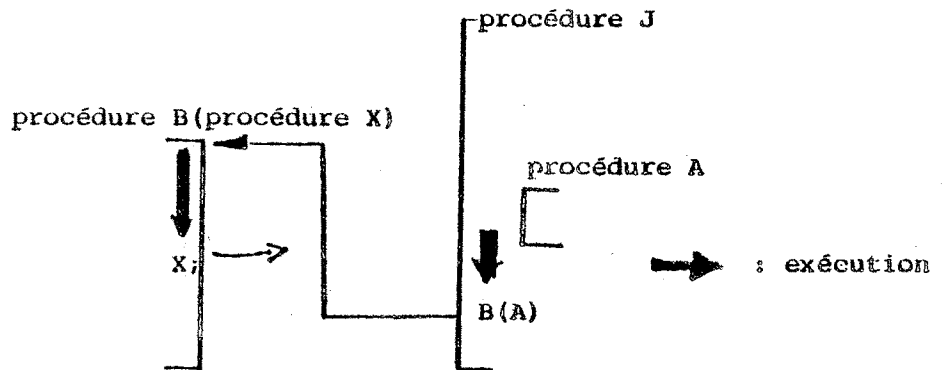 procédure J
procédure B(procédure X)
procédure A
X;
: exécution
B(A)